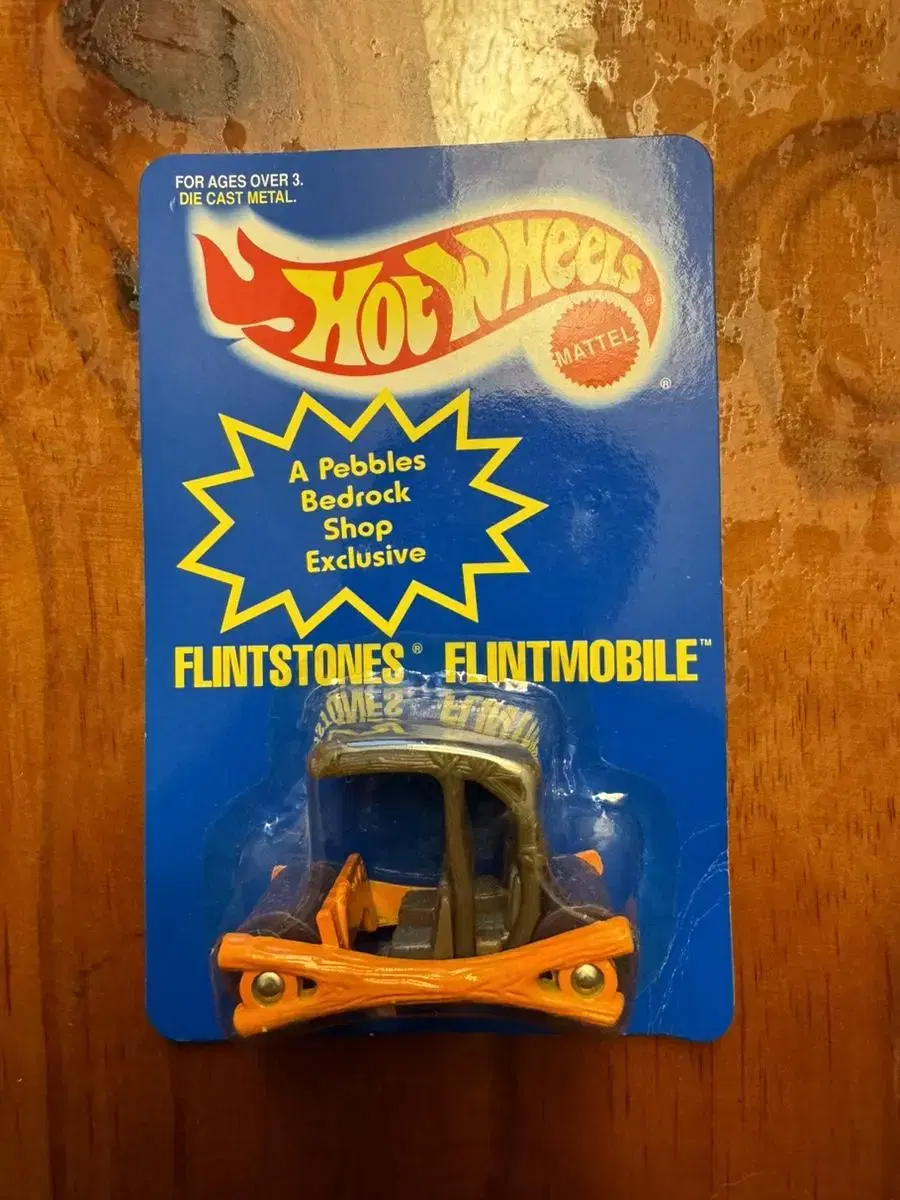 FOR AGES OVER 3.
DIE CAST METAL.
HOT WHEELS®
MATTEL
®
A Pebbles
Bedrock
Shop
Exclusive
FLINTSTONES® FLINTMOBILE™